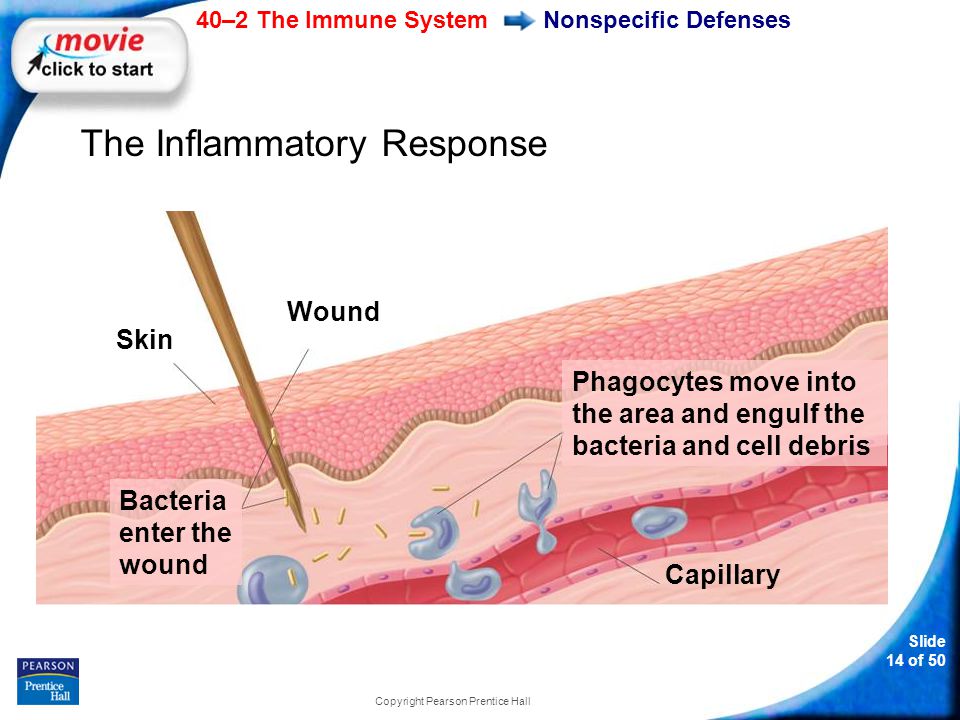 40–2 The Immune System Nonspecific Defenses
movie
click to start
The Inflammatory Response
Wound
Skin
Phagocytes move into
the area and engulf the
bacteria and cell debris
Bacteria
enter the
wound
Capillary
Slide
14 of 50
PEARSON
Prentice
Hall
Copyright Pearson Prentice Hall